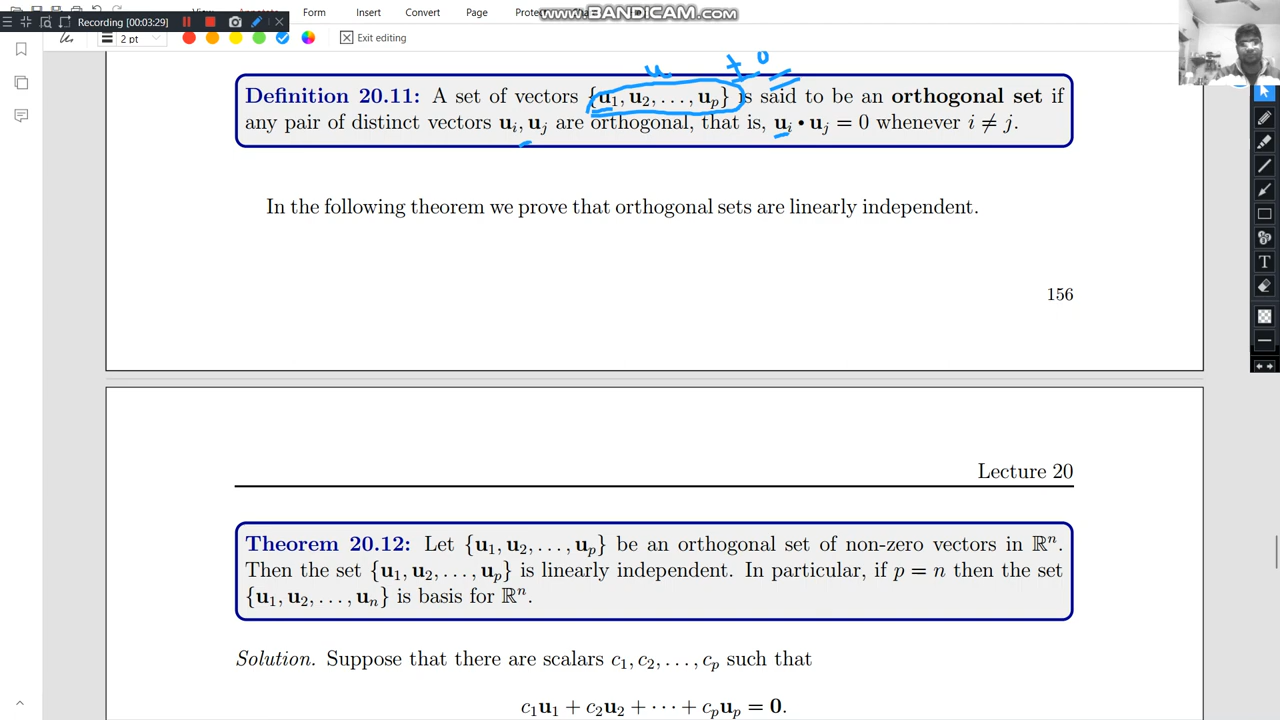 Recording [00:03:29]
Form Insert Convert Page
www.BANDICAM.com
2 pt
Exit editing
u ≠ 0
Definition 20.11: A set of vectors {u₁, u₂, . . . , uₚ} is said to be an orthogonal set if
any pair of distinct vectors uᵢ, uⱼ are orthogonal, that is, uᵢ • uⱼ = 0 whenever i ≠ j.
In the following theorem we prove that orthogonal sets are linearly independent.
156
Lecture 20
Theorem 20.12: Let {u₁, u₂, . . . , uₚ} be an orthogonal set of non-zero vectors in ℝⁿ.
Then the set {u₁, u₂, . . . , uₚ} is linearly independent. In particular, if p = n then the set
{u₁, u₂, . . . , uₙ} is basis for ℝⁿ.
Solution. Suppose that there are scalars c₁, c₂, . . . , cₚ such that
c₁u₁ + c₂u₂ + · · · + cₚuₚ = 0.